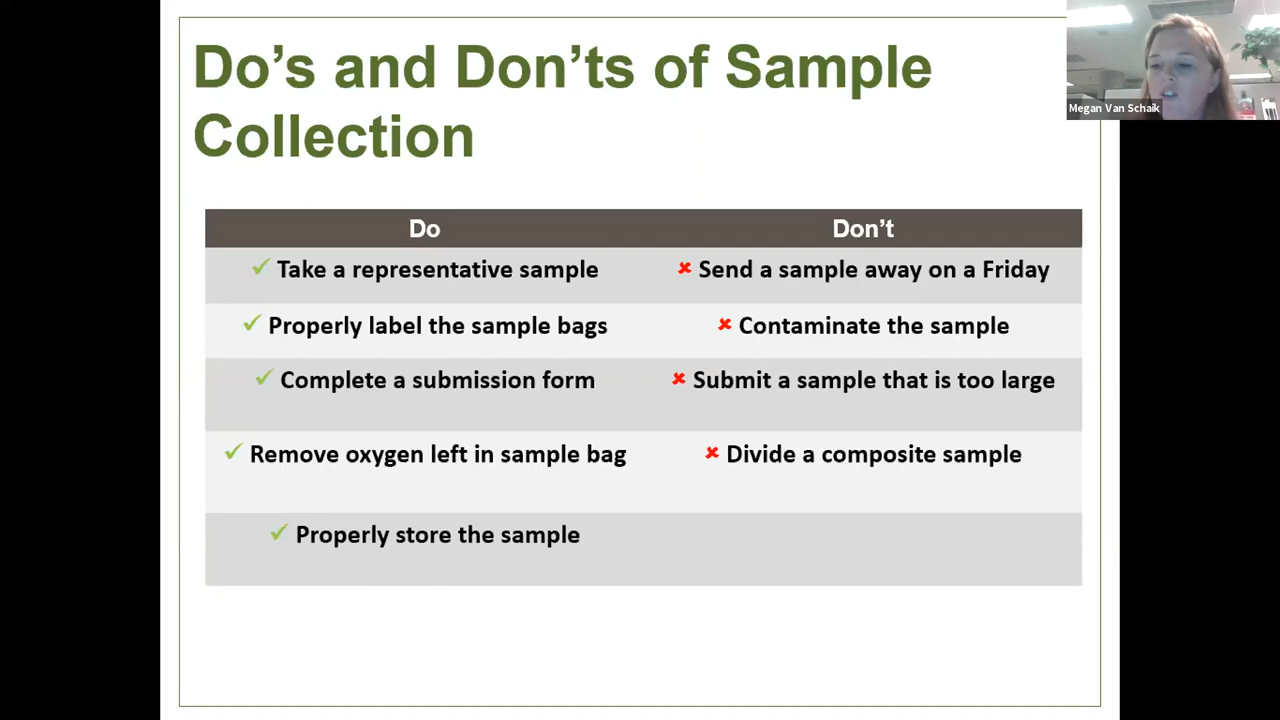 Do's and Don'ts of Sample
Collection
Megan Van Schaik
Do
Don't
✓ Take a representative sample
✘ Send a sample away on a Friday
✓ Properly label the sample bags
✘ Contaminate the sample
✓ Complete a submission form
✘ Submit a sample that is too large
✓ Remove oxygen left in sample bag
✘ Divide a composite sample
✓ Properly store the sample